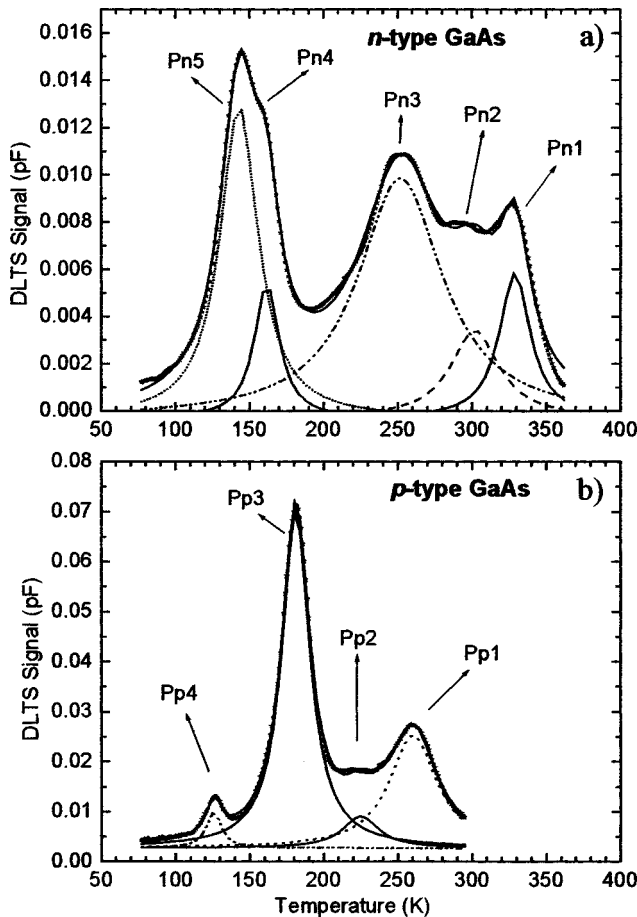 n-type GaAs a)
Pn5
Pn4
Pn3
Pn2
Pn1
DLTS Signal (pF)
0.016
0.014
0.012
0.010
0.008
0.006
0.004
0.002
0.000
50 100 150 200 250 300 350 400
p-type GaAs b)
Pp3
Pp2
Pp1
Pp4
DLTS Signal (pF)
0.08
0.07
0.06
0.05
0.04
0.03
0.02
0.01
0.00
50 100 150 200 250 300 350 400
Temperature (K)